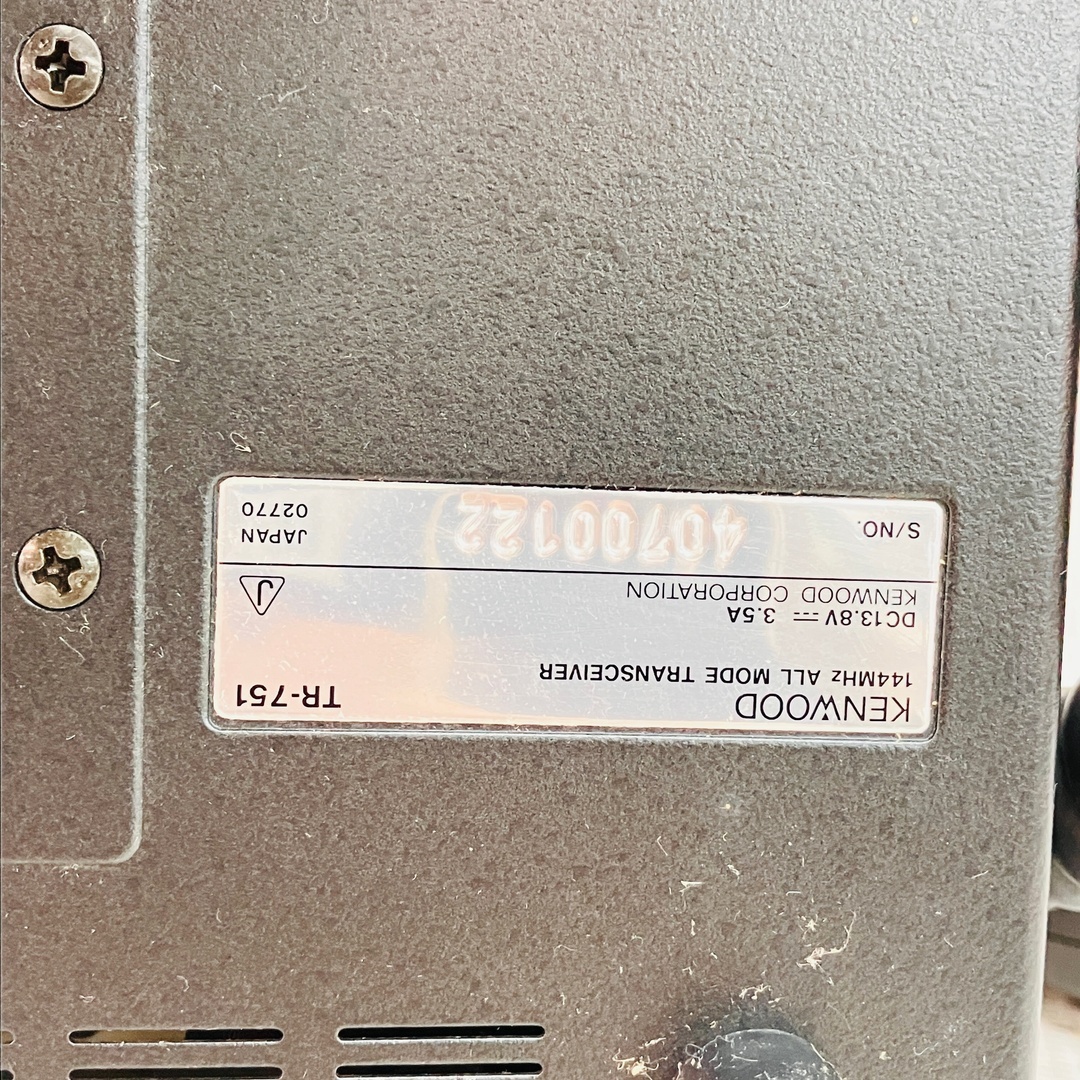 KENWOOD TR-751
144MHz ALL MODE TRANSCEIVER
DC13.8V ⎓ 3.5A
KENWOOD CORPORATION
J
S/NO. 40700122 JAPAN
02770